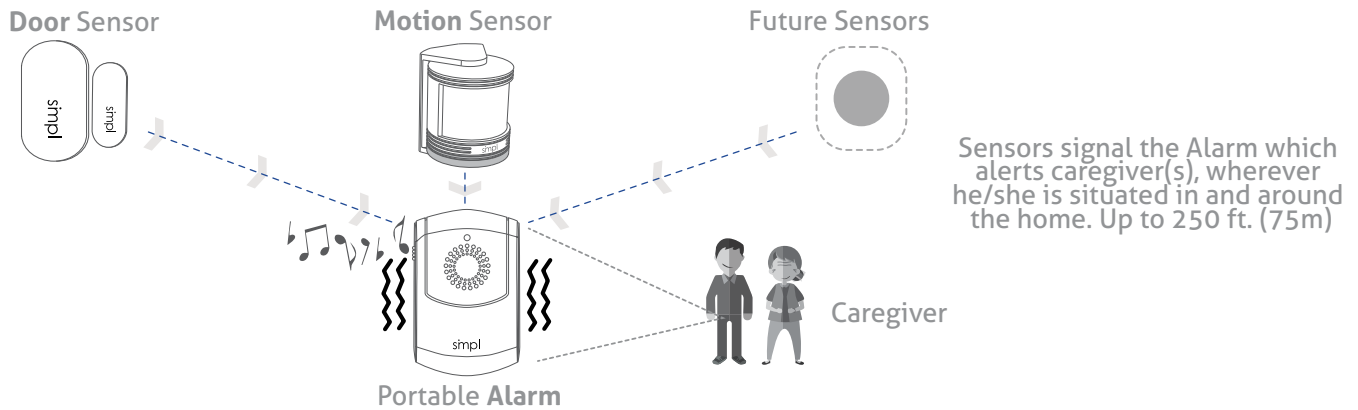 Door Sensor
Motion Sensor
Future Sensors
simpl
simpl
simpl
Sensors signal the Alarm which
alerts caregiver(s), wherever
he/she is situated in and around
the home. Up to 250 ft. (75m)
Caregiver
simpl
Portable Alarm